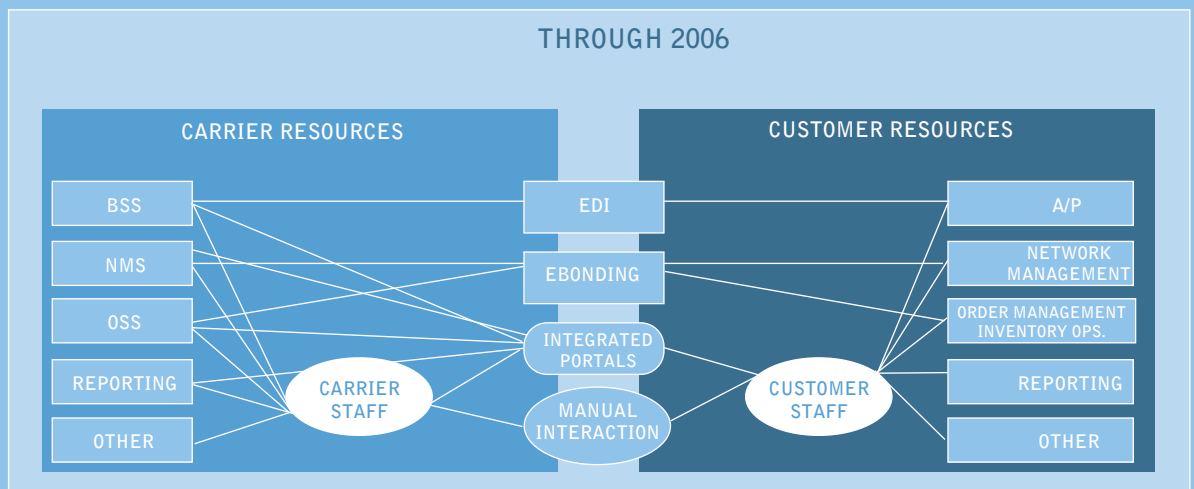 THROUGH 2006
CARRIER RESOURCES
CUSTOMER RESOURCES
BSS
EDI
A/P
NMS
EBONDING
NETWORK
MANAGEMENT
OSS
INTEGRATED
PORTALS
ORDER MANAGEMENT
INVENTORY OPS.
REPORTING
CARRIER
STAFF
CUSTOMER
STAFF
REPORTING
OTHER
MANUAL
INTERACTION
OTHER